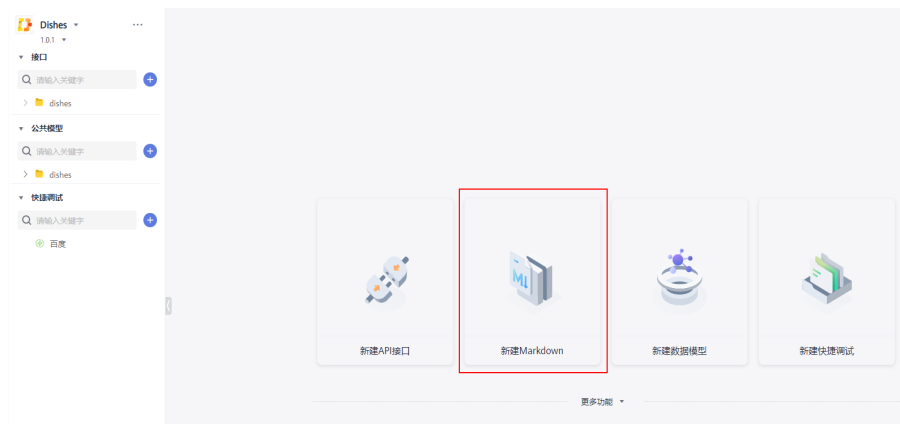 Dishes
1.0.1
接口
请输入关键字
dishes
公共模型
请输入关键字
dishes
快捷调试
请输入关键字
百度
M↓
新建API接口
新建Markdown
新建数据模型
新建快捷调试
更多功能